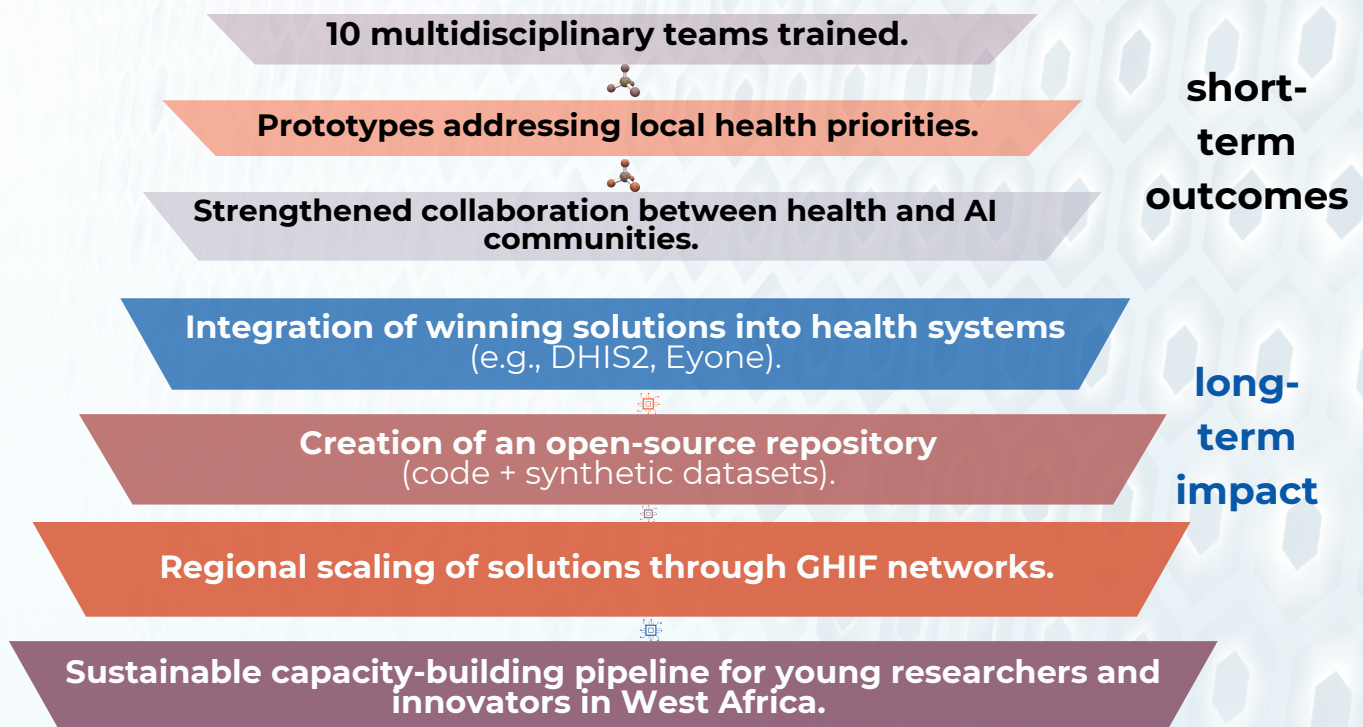 10 multidisciplinary teams trained.
Prototypes addressing local health priorities.
Strengthened collaboration between health and AI
communities.
short-
term
outcomes
Integration of winning solutions into health systems
(e.g., DHIS2, Eyone).
Creation of an open-source repository
(code + synthetic datasets).
Regional scaling of solutions through GHIF networks.
Sustainable capacity-building pipeline for young researchers and
innovators in West Africa.
long-
term
impact